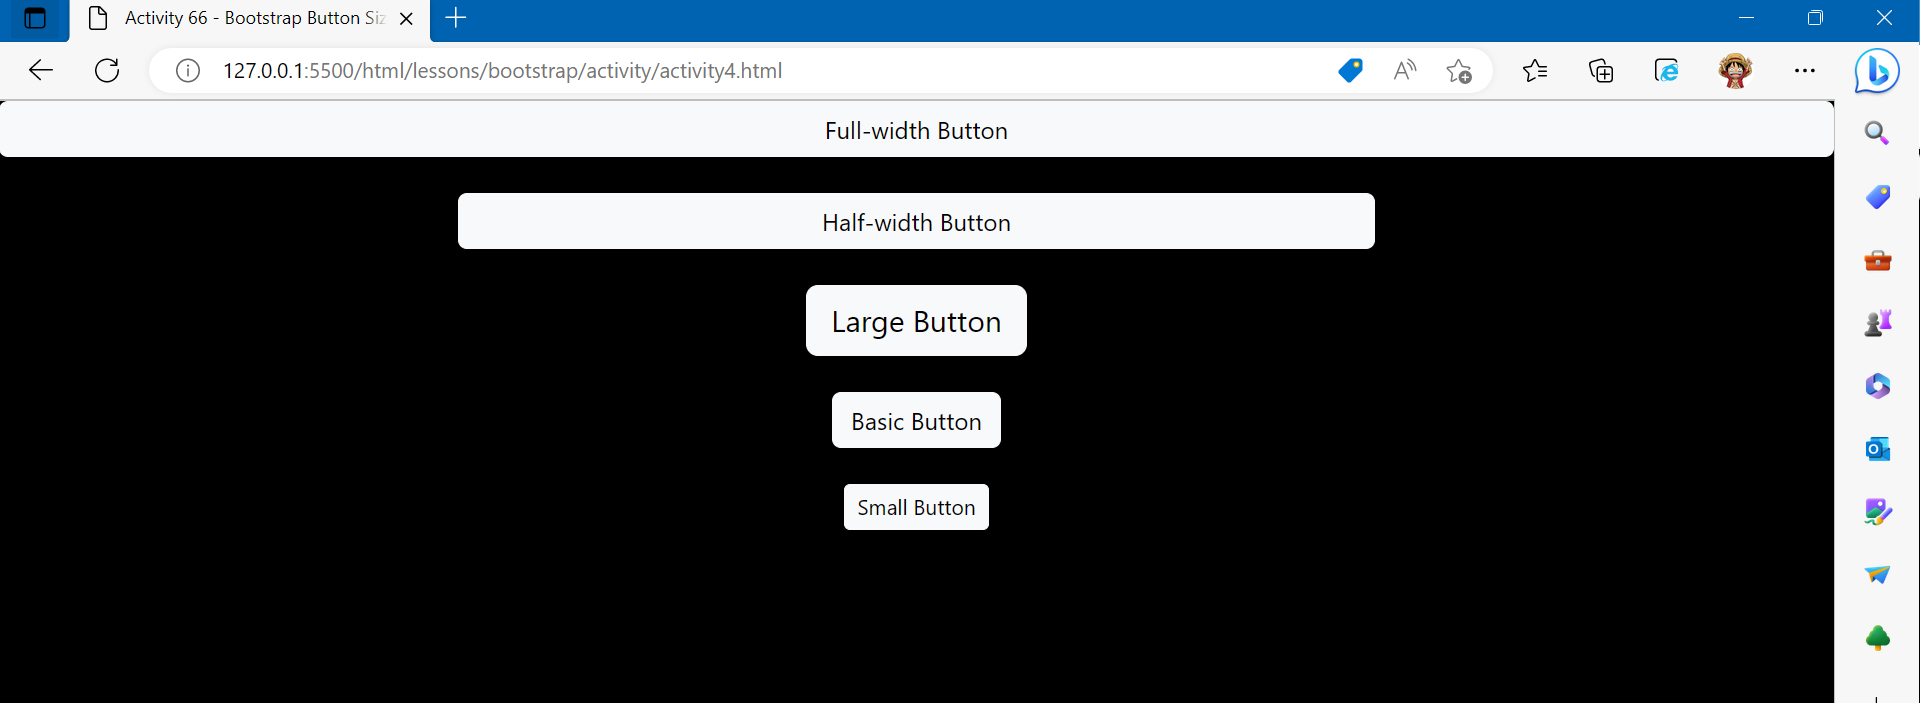 Activity 66 - Bootstrap Button Siz
127.0.0.1:5500/html/lessons/bootstrap/activity/activity4.html
Full-width Button
Half-width Button
Large Button
Basic Button
Small Button